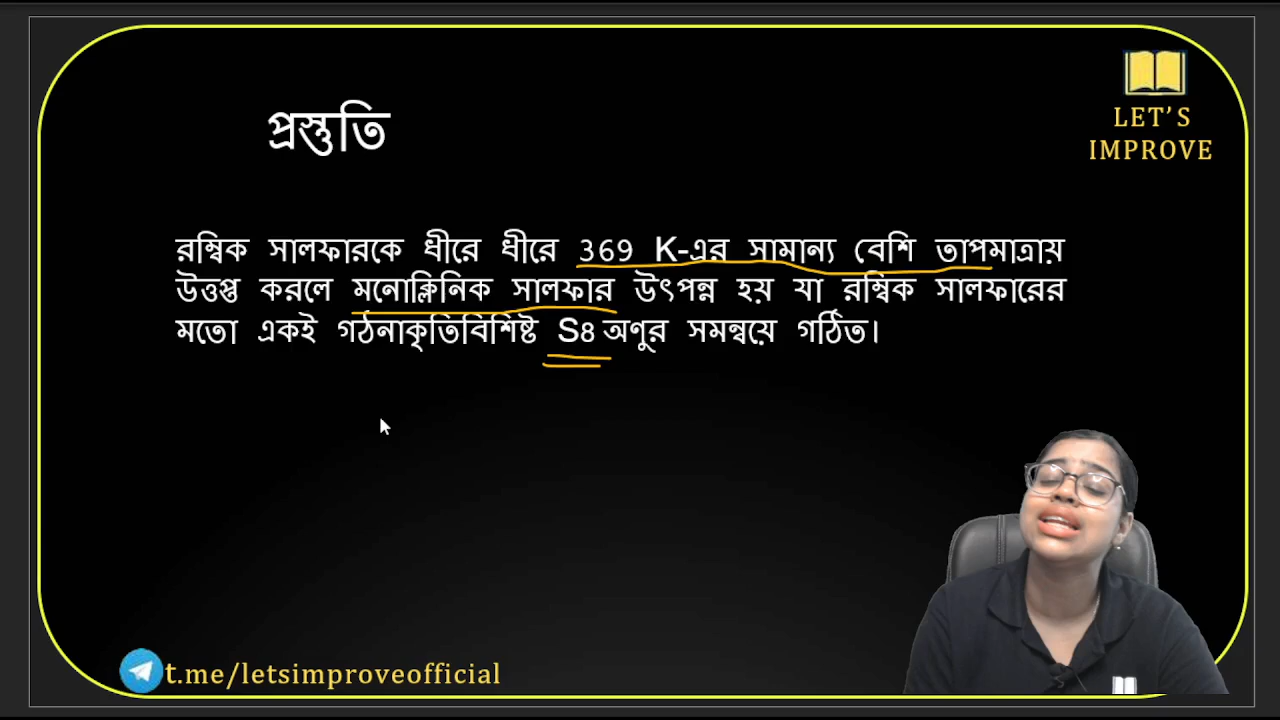 LET'S
IMPROVE
প্রস্তুতি
রম্বিক সালফারকে ধীরে ধীরে 369 K-এর সামান্য বেশি তাপমাত্রায়
উত্তপ্ত করলে মনোক্লিনিক সালফার উৎপন্ন হয় যা রম্বিক সালফারের
মতো একই গঠনাকৃতিবিশিষ্ট S8 অণুর সমন্বয়ে গঠিত।
t.me/letsimproveofficial